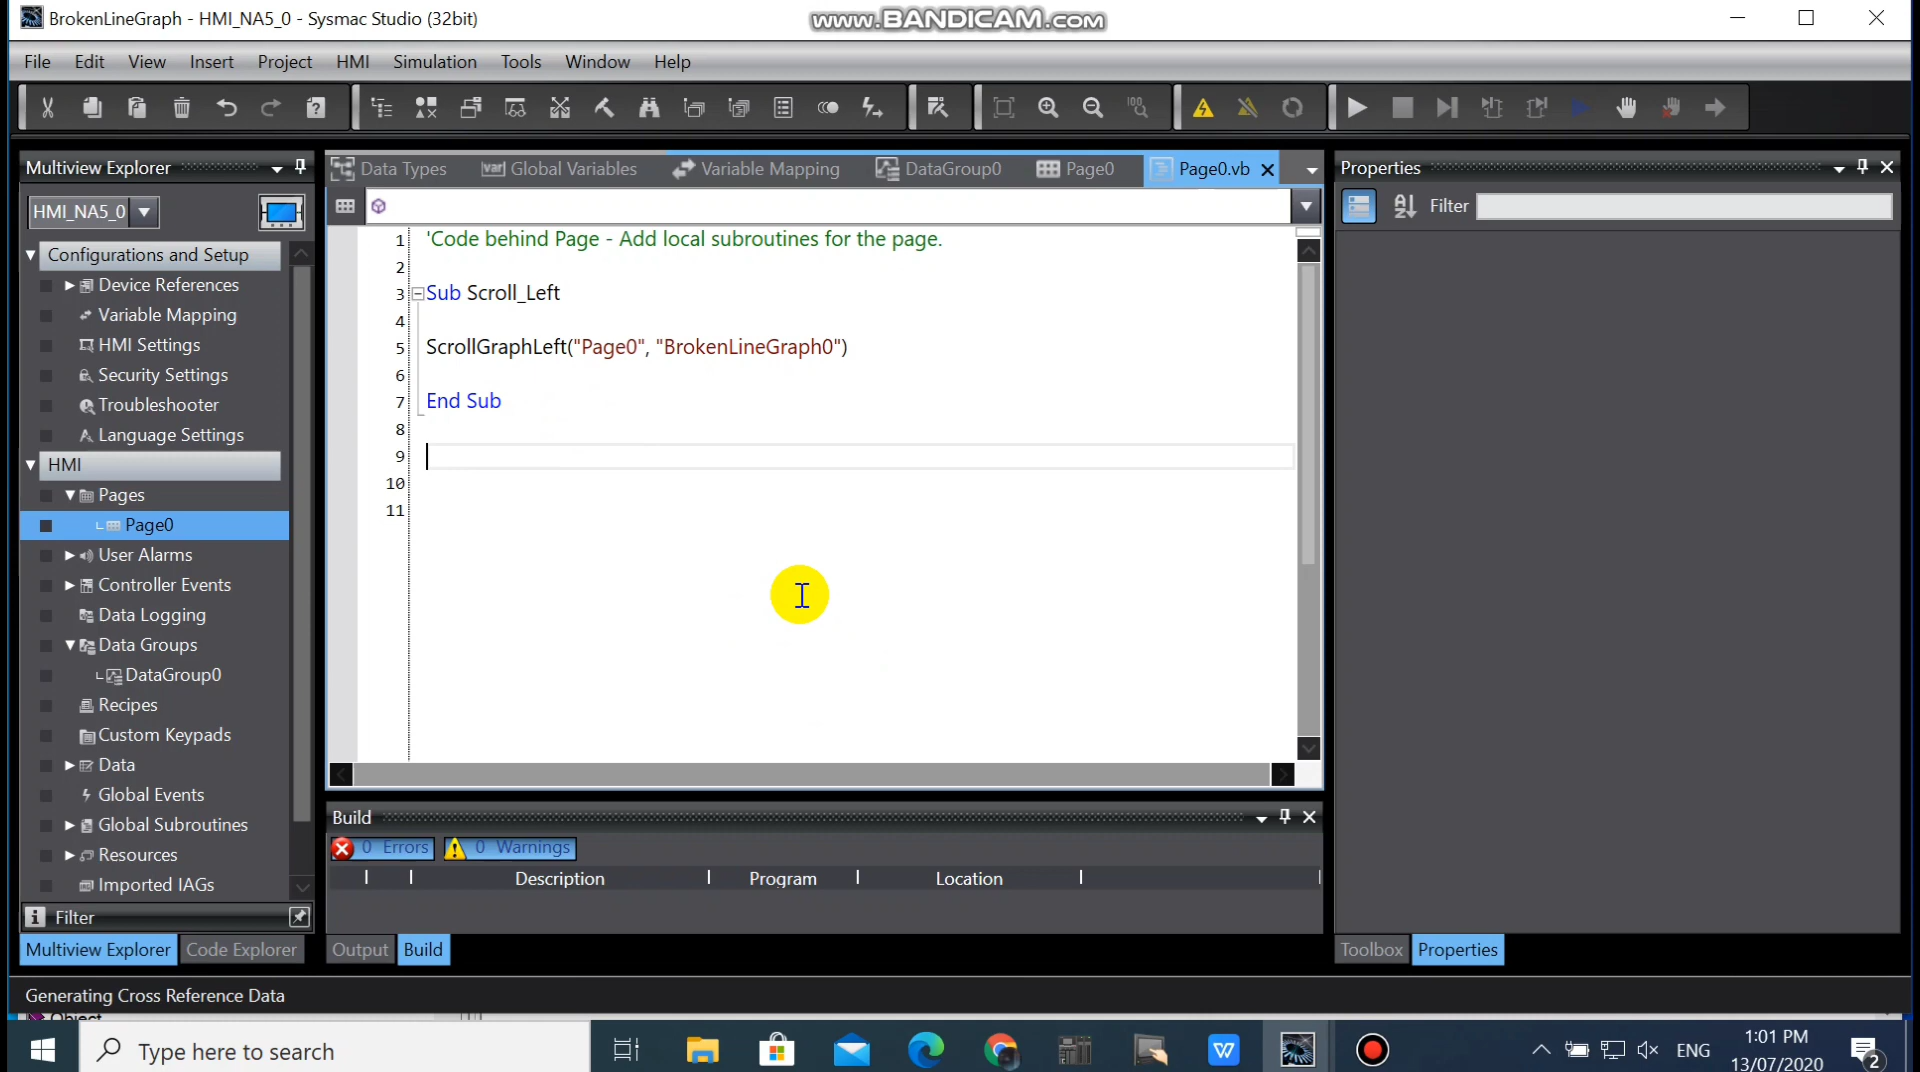 BrokenLineGraph - HMI_NA5_0 - Sysmac Studio (32bit)
www.BANDICAM.com
File Edit View Insert Project HMI Simulation Tools Window Help
Multiview Explorer
HMI_NA5_0
Configurations and Setup
Device References
Variable Mapping
HMI Settings
Security Settings
Troubleshooter
Language Settings
HMI
Pages
Page0
User Alarms
Controller Events
Data Logging
Data Groups
DataGroup0
Recipes
Custom Keypads
Data
Global Events
Global Subroutines
Resources
Imported IAGs
Filter
Multiview Explorer Code Explorer
Data Types Global Variables Variable Mapping DataGroup0 Page0 Page0.vb
1 'Code behind Page - Add local subroutines for the page.
2
3 Sub Scroll_Left
4
5 ScrollGraphLeft("Page0", "BrokenLineGraph0")
6
7 End Sub
8
9
10
11
Build
0 Errors 0 Warnings
Description Program Location
Output Build
Properties
Filter
Toolbox Properties
Generating Cross Reference Data
Object
Type here to search
ENG
1:01 PM
13/07/2020
2